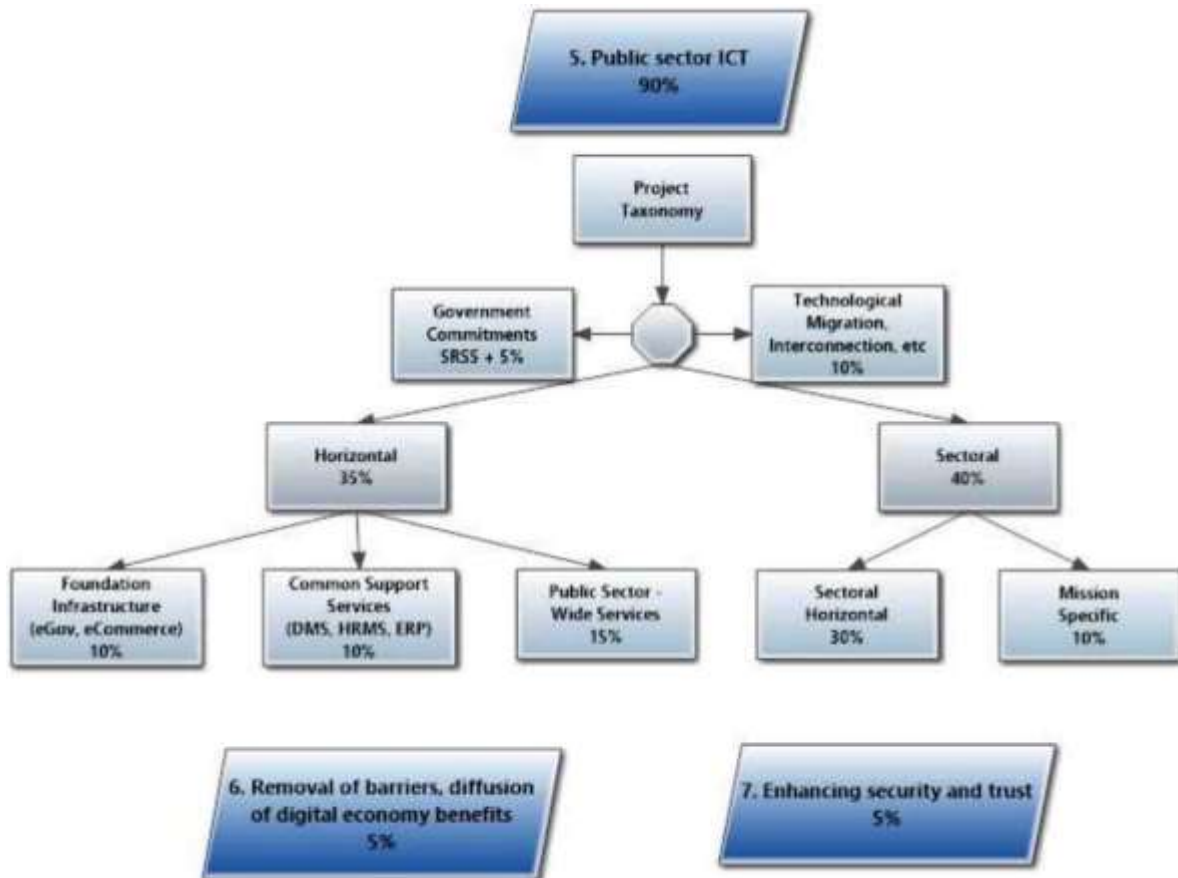 5. Public sector ICT
90%
Project
Taxonomy
Government
Commitments
SRSS + 5%
Technological
Migration,
Interconnection, etc
10%
Horizontal
35%
Sectoral
40%
Foundation
Infrastructure
(eGov, eCommerce)
10%
Common Support
Services
(DMS, HRMS, ERP)
10%
Public Sector -
Wide Services
15%
Sectoral
Horizontal
30%
Mission
Specific
10%
6. Removal of barriers, diffusion
of digital economy benefits
5%
7. Enhancing security and trust
5%